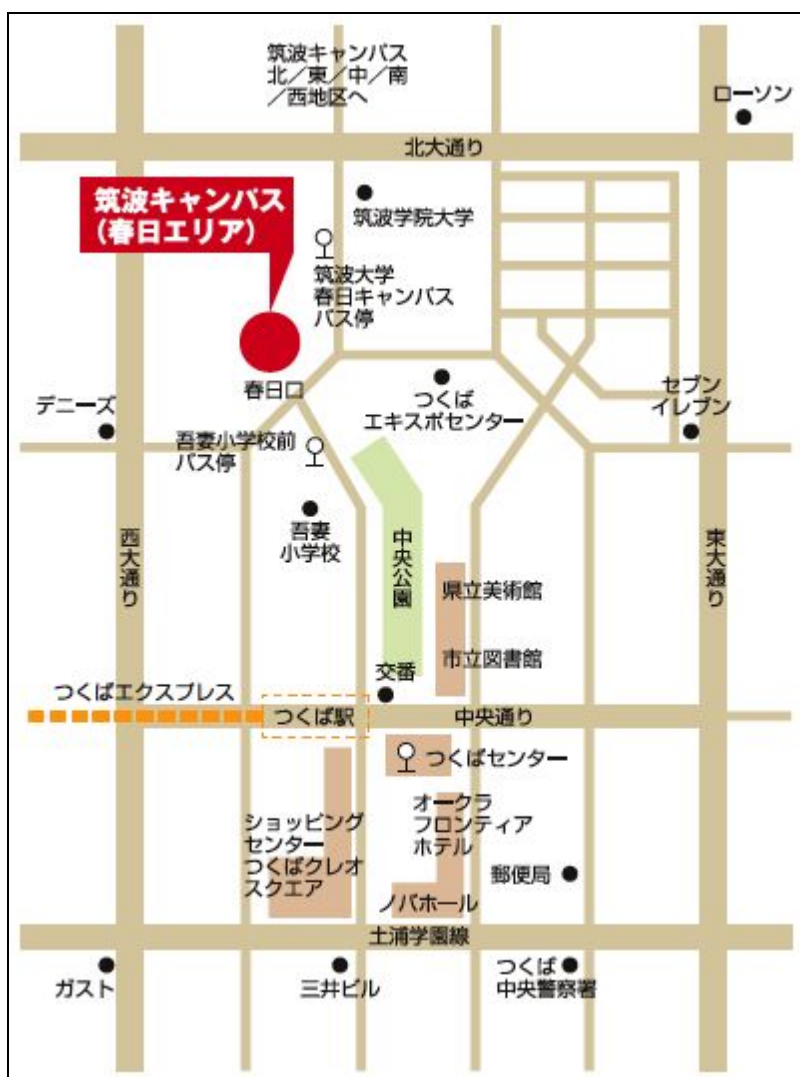 筑波キャンパス
北／東／中／南
／西地区へ
ローソン
北大通り
筑波キャンパス
（春日エリア）
筑波学院大学
筑波大学
春日キャンパス
バス停
春日口
つくば
エキスポセンター
セブン
イレブン
デニーズ
吾妻小学校前
バス停
吾妻
小学校
西大通り
中央公園
東大通り
県立美術館
市立図書館
交番
つくばエクスプレス
つくば駅
中央通り
つくばセンター
ショッピング
センター
つくばクレオ
スクエア
オークラ
フロンティア
ホテル
郵便局
ノバホール
土浦学園線
ガスト
三井ビル
つくば
中央警察署